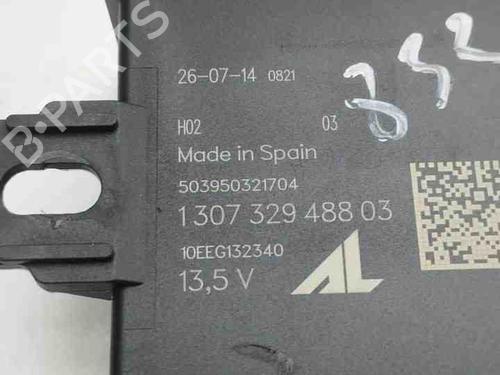 26-07-14 0821
H02 03
Made in Spain
503950321704
1 307 329 488 03
10EEG132340
13,5 V
AL
B-PARTS